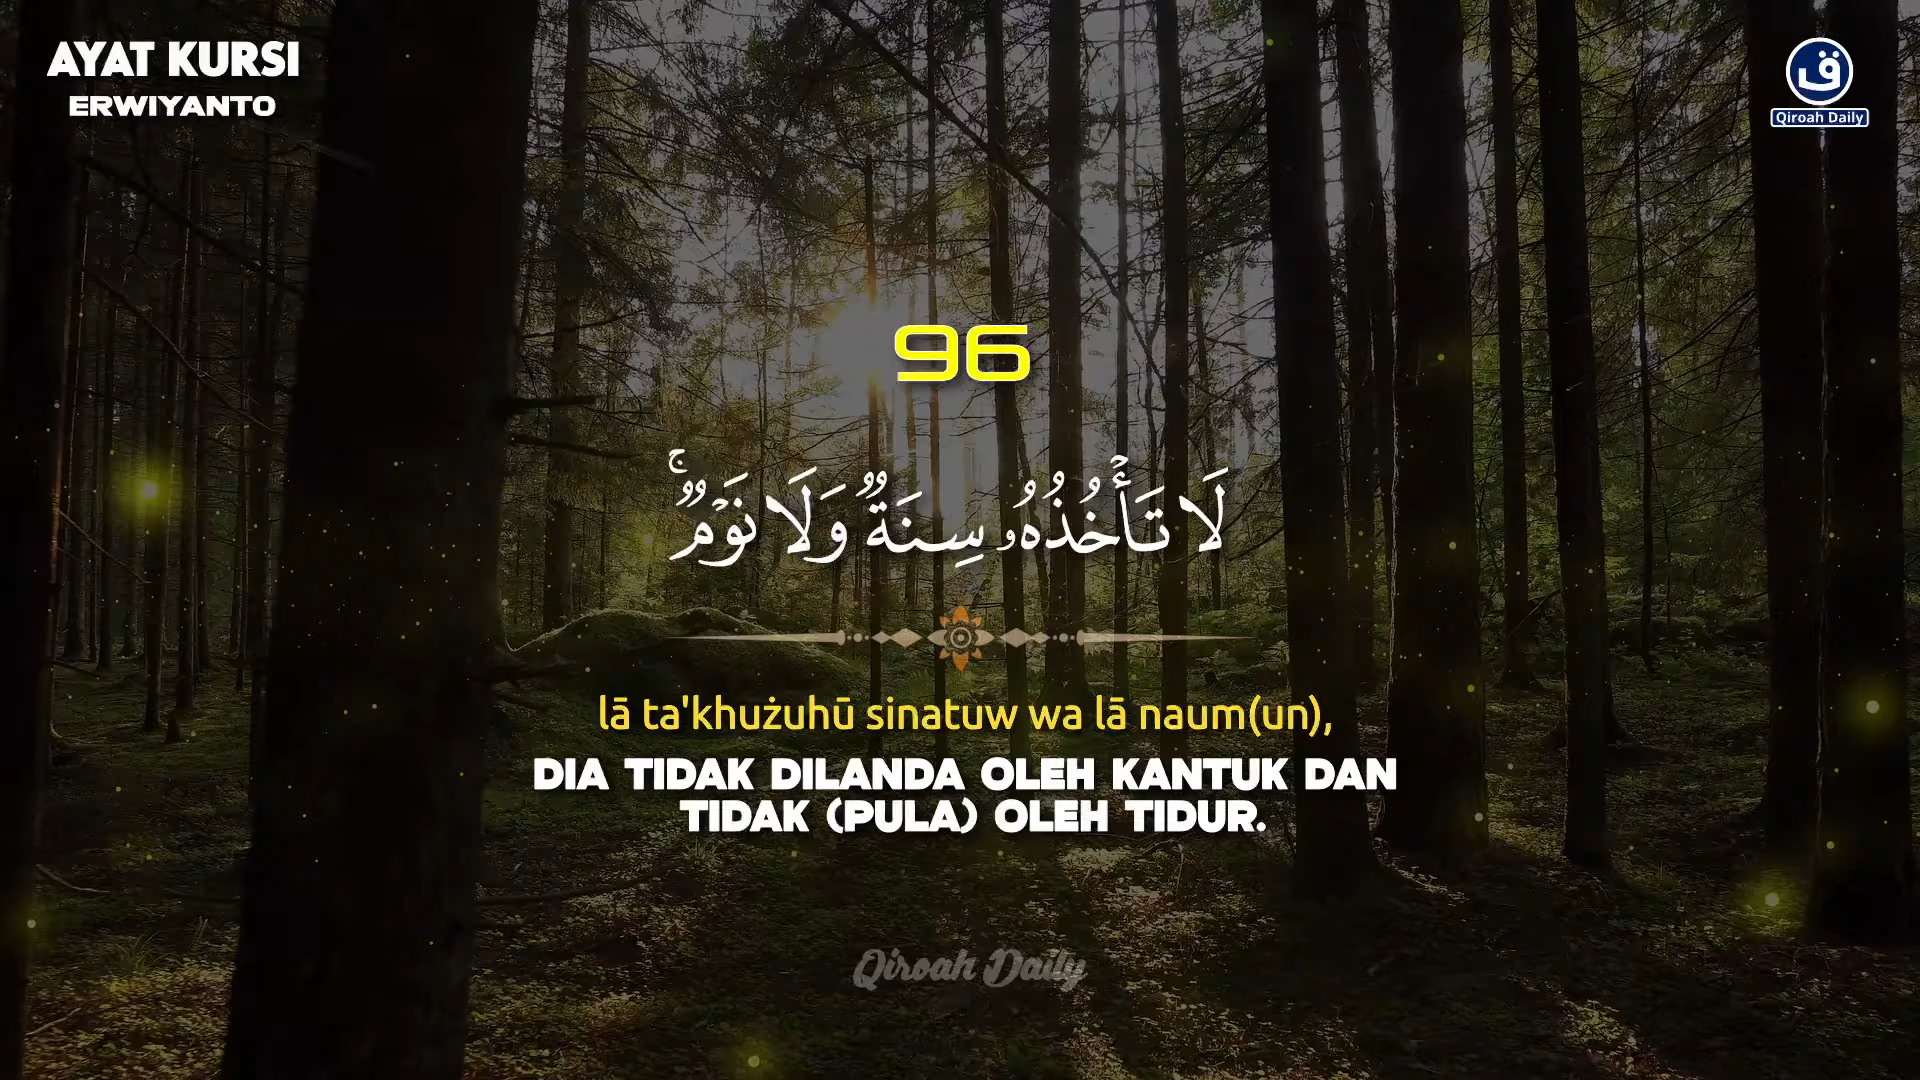 AYAT KURSI
ERWIYANTO
ق
Qiroah Daily
96
لَا تَأْخُذُهُۥ سِنَةٌ وَلَا نَوْمٌۚ
lā ta'khużuhū sinatuw wa lā naum(un),
DIA TIDAK DILANDA OLEH KANTUK DAN
TIDAK (PULA) OLEH TIDUR.
Qiroah Daily